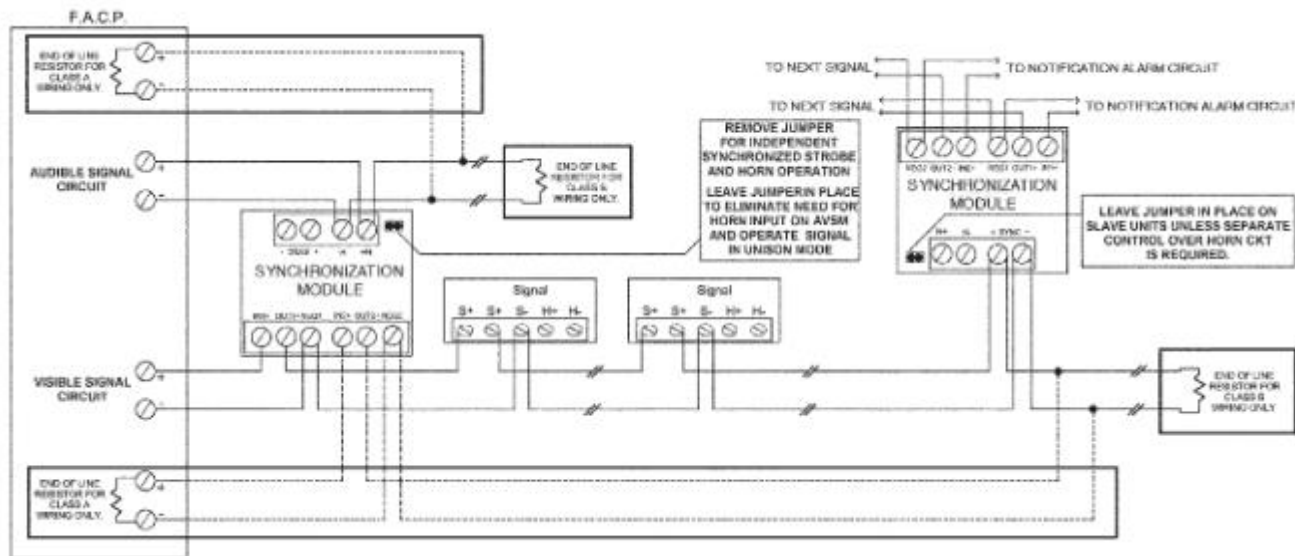 F.A.C.P.
END OF LINE
RESISTOR FOR
CLASS A
WIRING ONLY.
+
-
TO NEXT SIGNAL
TO NOTIFICATION ALARM CIRCUIT
TO NEXT SIGNAL
TO NOTIFICATION ALARM CIRCUIT
REMOVE JUMPER
FOR INDEPENDENT
SYNCHRONIZED STROBE
AND HORN OPERATION
LEAVE JUMPER IN PLACE
TO ELIMINATE NEED FOR
HORN INPUT ON AVSM
AND OPERATE SIGNAL
IN UNISON MODE
AUDIBLE SIGNAL
CIRCUIT
+
-
END OF LINE
RESISTOR FOR
CLASS B
WIRING ONLY.
SYNCHRONIZATION
MODULE
SYNCHRONIZATION
MODULE
+ SYNC -
LEAVE JUMPER IN PLACE ON
SLAVE UNITS UNLESS SEPARATE
CONTROL OVER HORN CKT
IS REQUIRED.
Signal
S+ S+ S- H+ H-
Signal
S+ S+ S- H+ H-
VISIBLE SIGNAL
CIRCUIT
+
-
END OF LINE
RESISTOR FOR
CLASS B
WIRING ONLY
END OF LINE
RESISTOR FOR
CLASS A
WIRING ONLY.
+
-